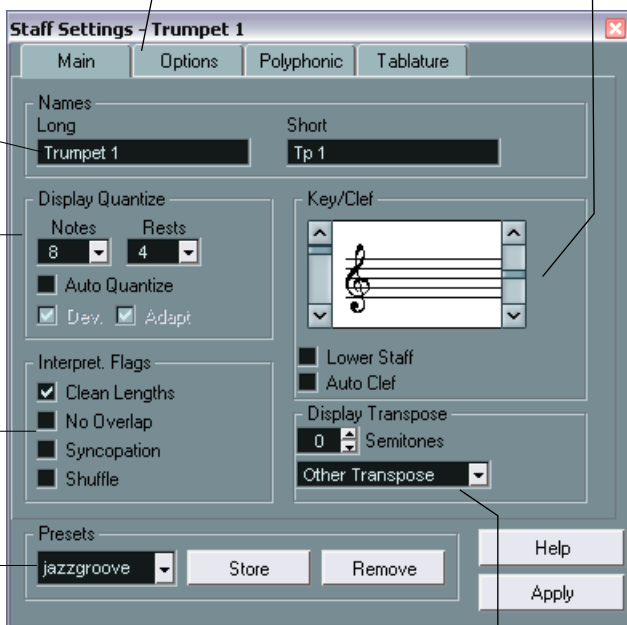 Staff Settings - Trumpet 1
Main Options Polyphonic Tablature
Names
Long Short
Trumpet 1 Tp 1
Display Quantize
Notes Rests
8 4
Auto Quantize
Dev. Adapt
Key/Clef
Lower Staff
Auto Clef
Interpret. Flags
Clean Lengths
No Overlap
Syncopation
Shuffle
Display Transpose
0 Semitones
Other Transpose
Presets
jazzgroove Store Remove
Help
Apply